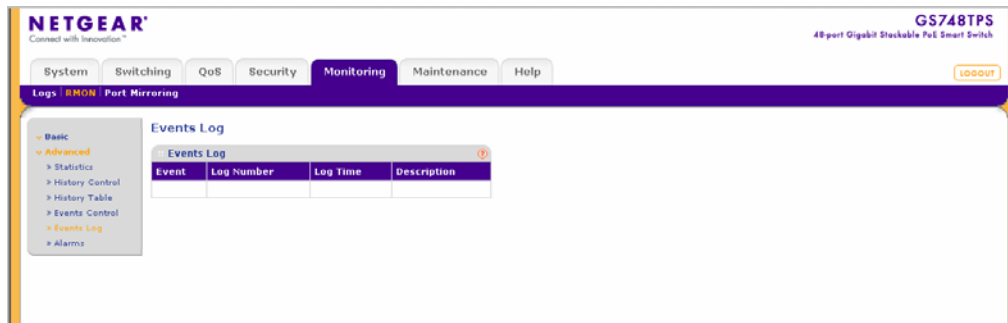 NETGEAR®
Connect with Innovation™
GS748TPS
48-port Gigabit Stackable PoE Smart Switch
System Switching QoS Security Monitoring Maintenance Help
LOGOUT
Logs RMON Port Mirroring
Basic
Advanced
» Statistics
» History Control
» History Table
» Events Control
» Events Log
» Alarms
Events Log
Events Log ?
Event Log Number Log Time Description